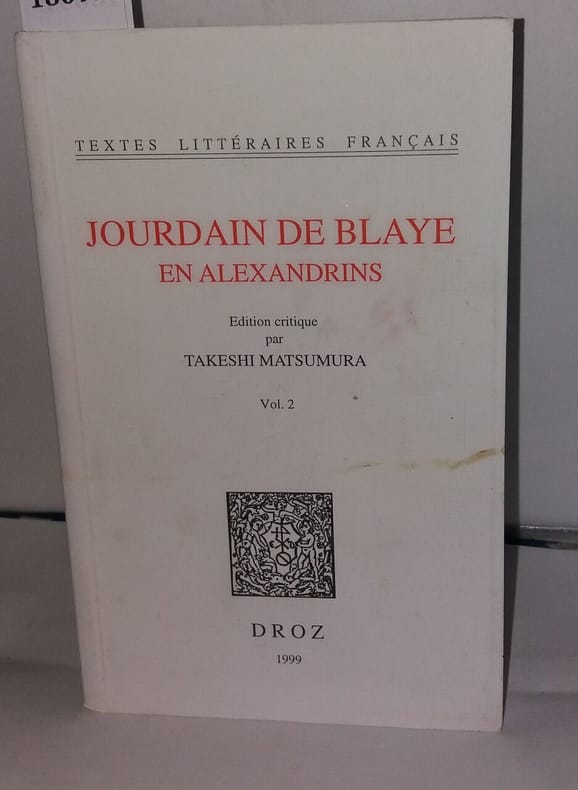 TEXTES LITTÉRAIRES FRANÇAIS
JOURDAIN DE BLAYE
EN ALEXANDRINS
Edition critique
par
TAKESHI MATSUMURA
Vol. 2
DROZ
1999